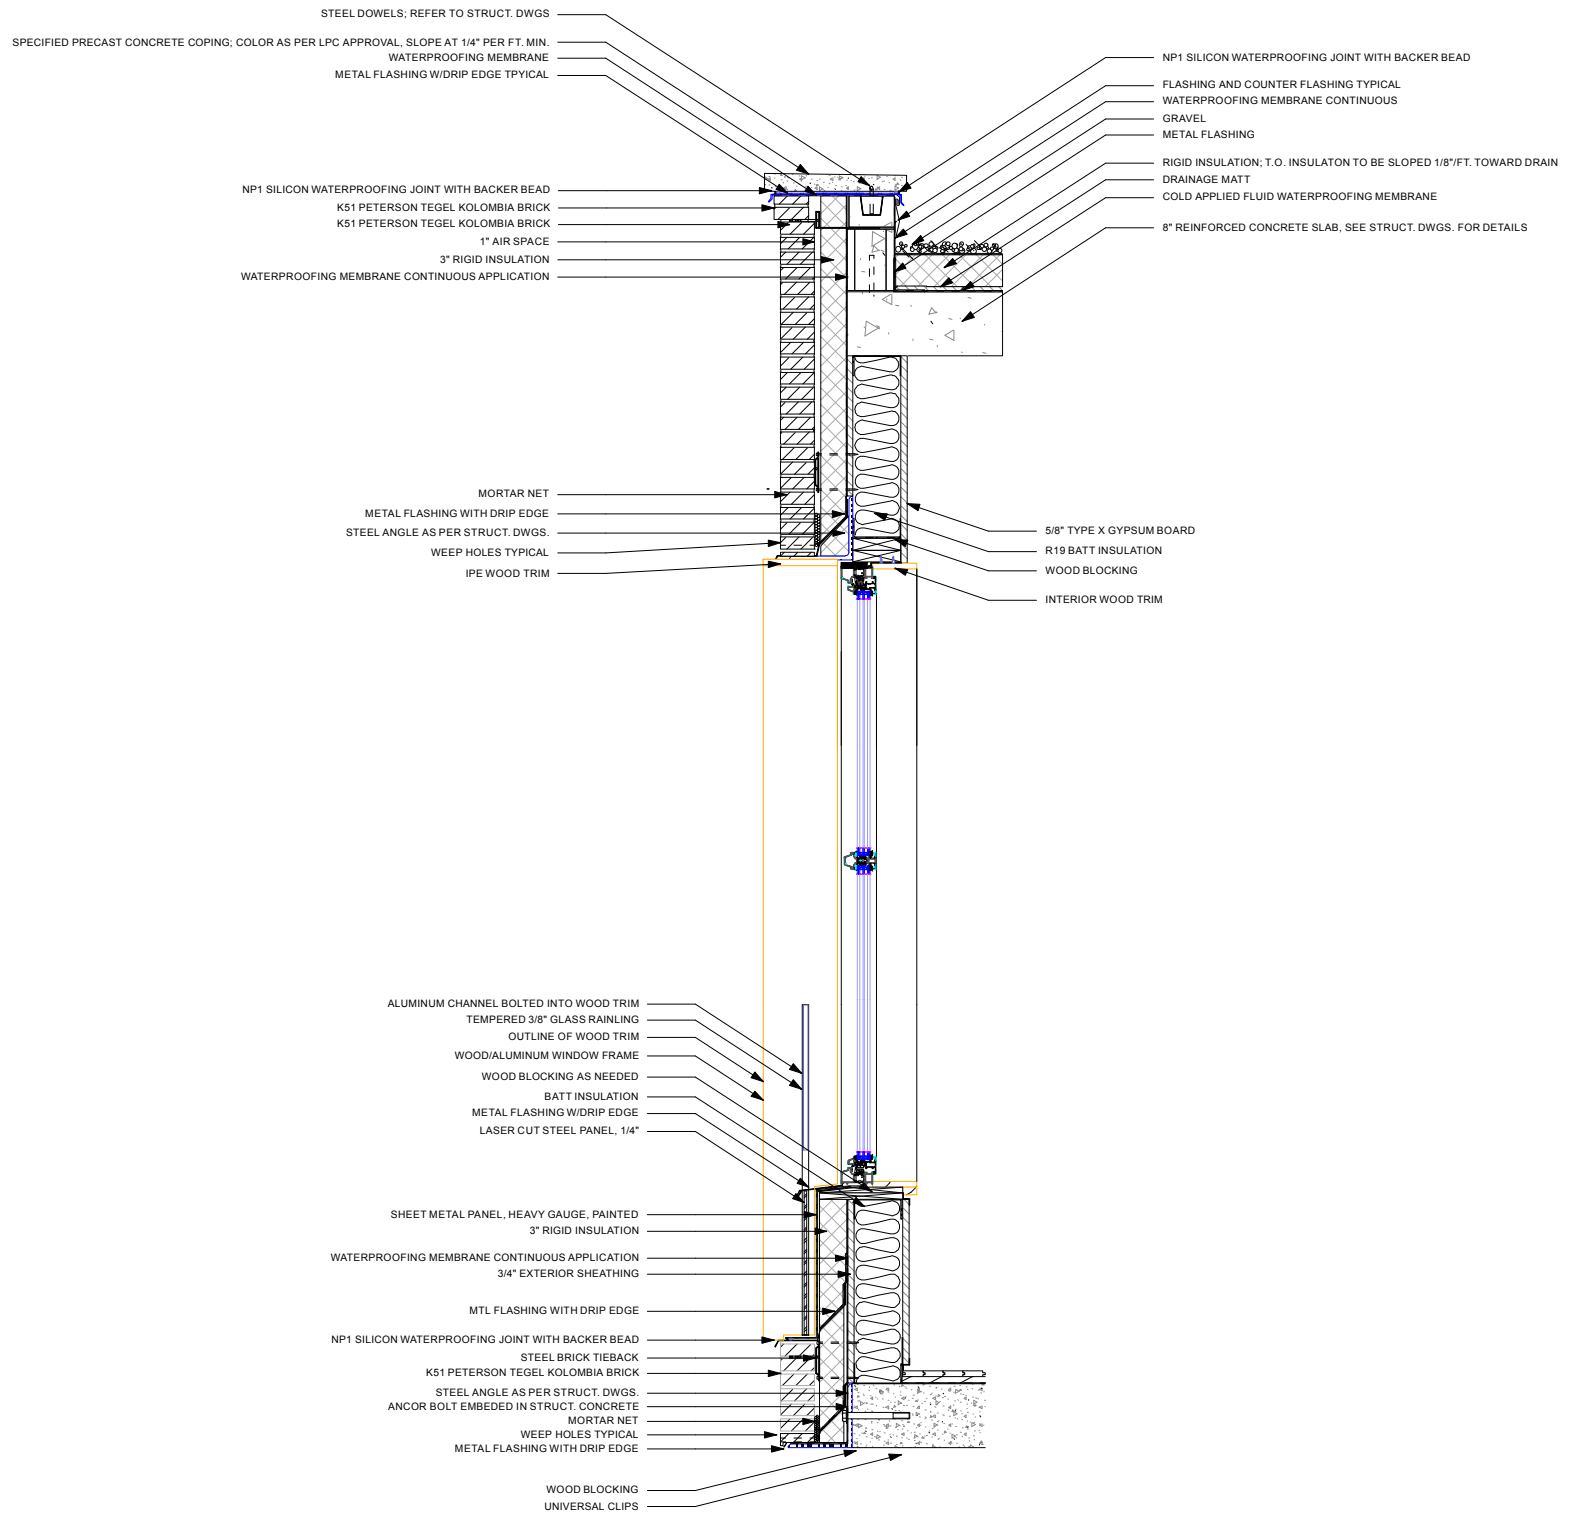 STEEL DOWELS; REFER TO STRUCT. DWGS
SPECIFIED PRECAST CONCRETE COPING; COLOR AS PER LPC APPROVAL, SLOPE AT 1/4" PER FT. MIN.
WATERPROOFING MEMBRANE
METAL FLASHING W/DRIP EDGE TPYICAL
NP1 SILICON WATERPROOFING JOINT WITH BACKER BEAD
K51 PETERSON TEGEL KOLOMBIA BRICK
K51 PETERSON TEGEL KOLOMBIA BRICK
1" AIR SPACE
3" RIGID INSULATION
WATERPROOFING MEMBRANE CONTINUOUS APPLICATION
NP1 SILICON WATERPROOFING JOINT WITH BACKER BEAD
FLASHING AND COUNTER FLASHING TYPICAL
WATERPROOFING MEMBRANE CONTINUOUS
GRAVEL
METAL FLASHING
RIGID INSULATION; T.O. INSULATON TO BE SLOPED 1/8"/FT. TOWARD DRAIN
DRAINAGE MATT
COLD APPLIED FLUID WATERPROOFING MEMBRANE
8" REINFORCED CONCRETE SLAB, SEE STRUCT. DWGS. FOR DETAILS
MORTAR NET
METAL FLASHING WITH DRIP EDGE
STEEL ANGLE AS PER STRUCT. DWGS.
WEEP HOLES TYPICAL
IPE WOOD TRIM
5/8" TYPE X GYPSUM BOARD
R19 BATT INSULATION
WOOD BLOCKING
INTERIOR WOOD TRIM
ALUMINUM CHANNEL BOLTED INTO WOOD TRIM
TEMPERED 3/8" GLASS RAINLING
OUTLINE OF WOOD TRIM
WOOD/ALUMINUM WINDOW FRAME
WOOD BLOCKING AS NEEDED
BATT INSULATION
METAL FLASHING W/DRIP EDGE
LASER CUT STEEL PANEL, 1/4"
SHEET METAL PANEL, HEAVY GAUGE, PAINTED
3" RIGID INSULATION
WATERPROOFING MEMBRANE CONTINUOUS APPLICATION
3/4" EXTERIOR SHEATHING
MTL FLASHING WITH DRIP EDGE
NP1 SILICON WATERPROOFING JOINT WITH BACKER BEAD
STEEL BRICK TIEBACK
K51 PETERSON TEGEL KOLOMBIA BRICK
STEEL ANGLE AS PER STRUCT. DWGS.
ANCOR BOLT EMBEDED IN STRUCT. CONCRETE
MORTAR NET
WEEP HOLES TYPICAL
METAL FLASHING WITH DRIP EDGE
WOOD BLOCKING
UNIVERSAL CLIPS